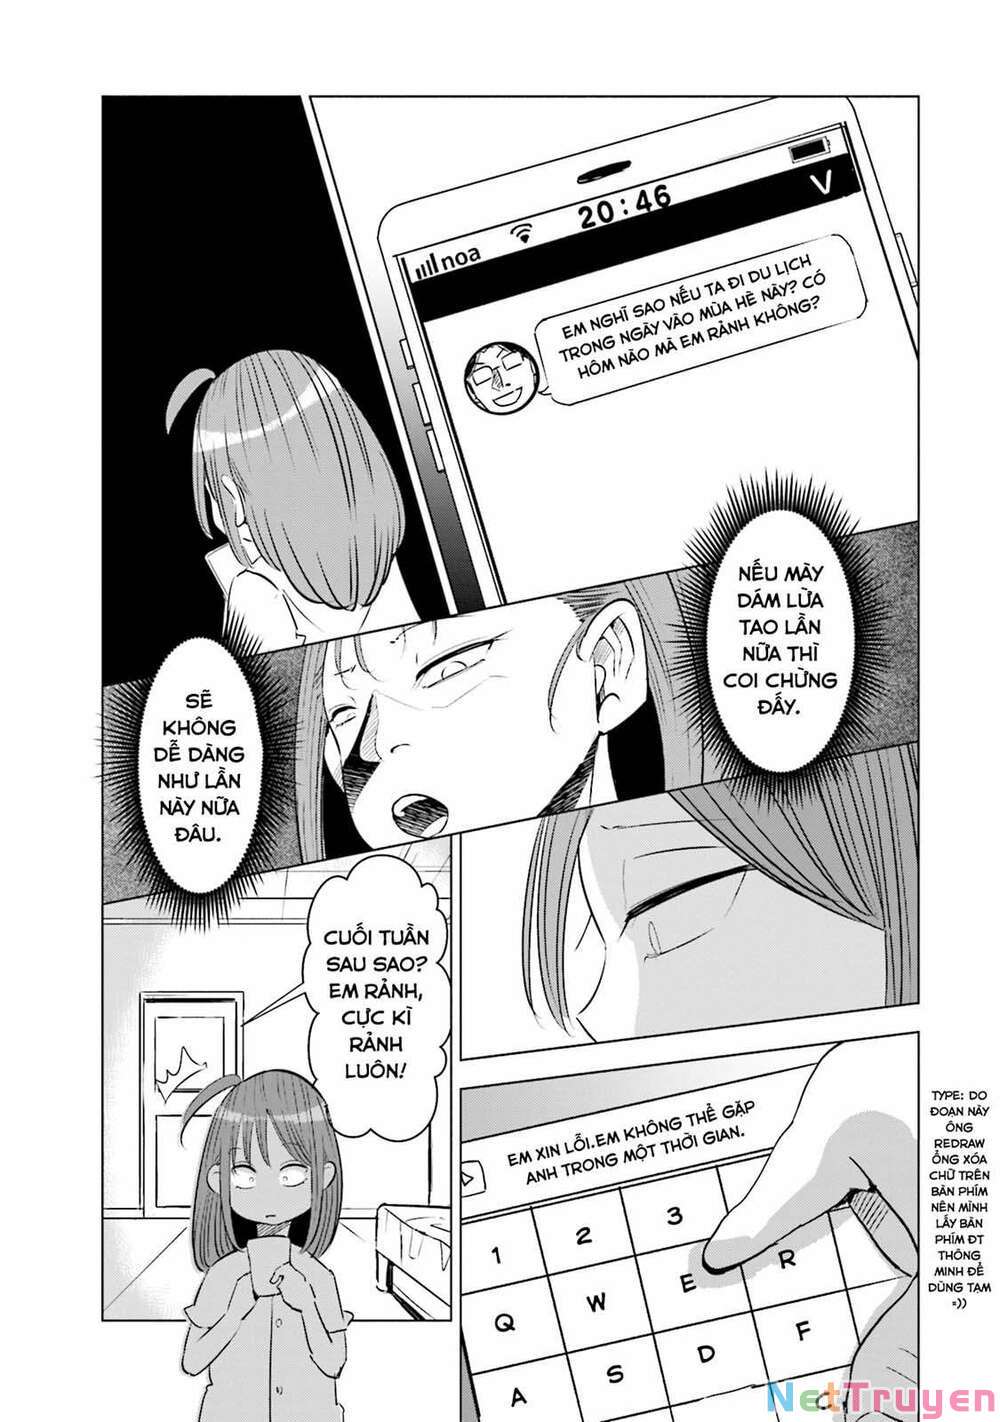 20:46
V
noa
EM NGHĨ SAO NẾU TA ĐI DU LỊCH
TRONG NGÀY VÀO MÙA HÈ NÀY? CÓ
HÔM NÀO MÀ EM RẢNH KHÔNG?
NẾU MÀY
DÁM LỪA
TAO LẦN
NỮA THÌ
COI CHỪNG
ĐẤY.
SẼ
KHÔNG
DỄ DÀNG
NHƯ LẦN
NÀY NỮA
ĐÂU.
CUỐI TUẦN
SAU SAO?
EM RẢNH,
CỰC KÌ
RẢNH
LUÔN!
EM XIN LỖI.EM KHÔNG THỂ GẶP
ANH TRONG MỘT THỜI GIAN.
1 2 3
Q W E R
A S D F
C
TYPE: DO
ĐOẠN NÀY
ÔNG
REDRAW
ỔNG XÓA
CHỮ TRÊN
BÀN PHÍM
NÊN MÌNH
LẤY BÀN
PHÍM ĐT
THÔNG
MINH ĐỂ
DÙNG TẠM
=))
NetTruyen